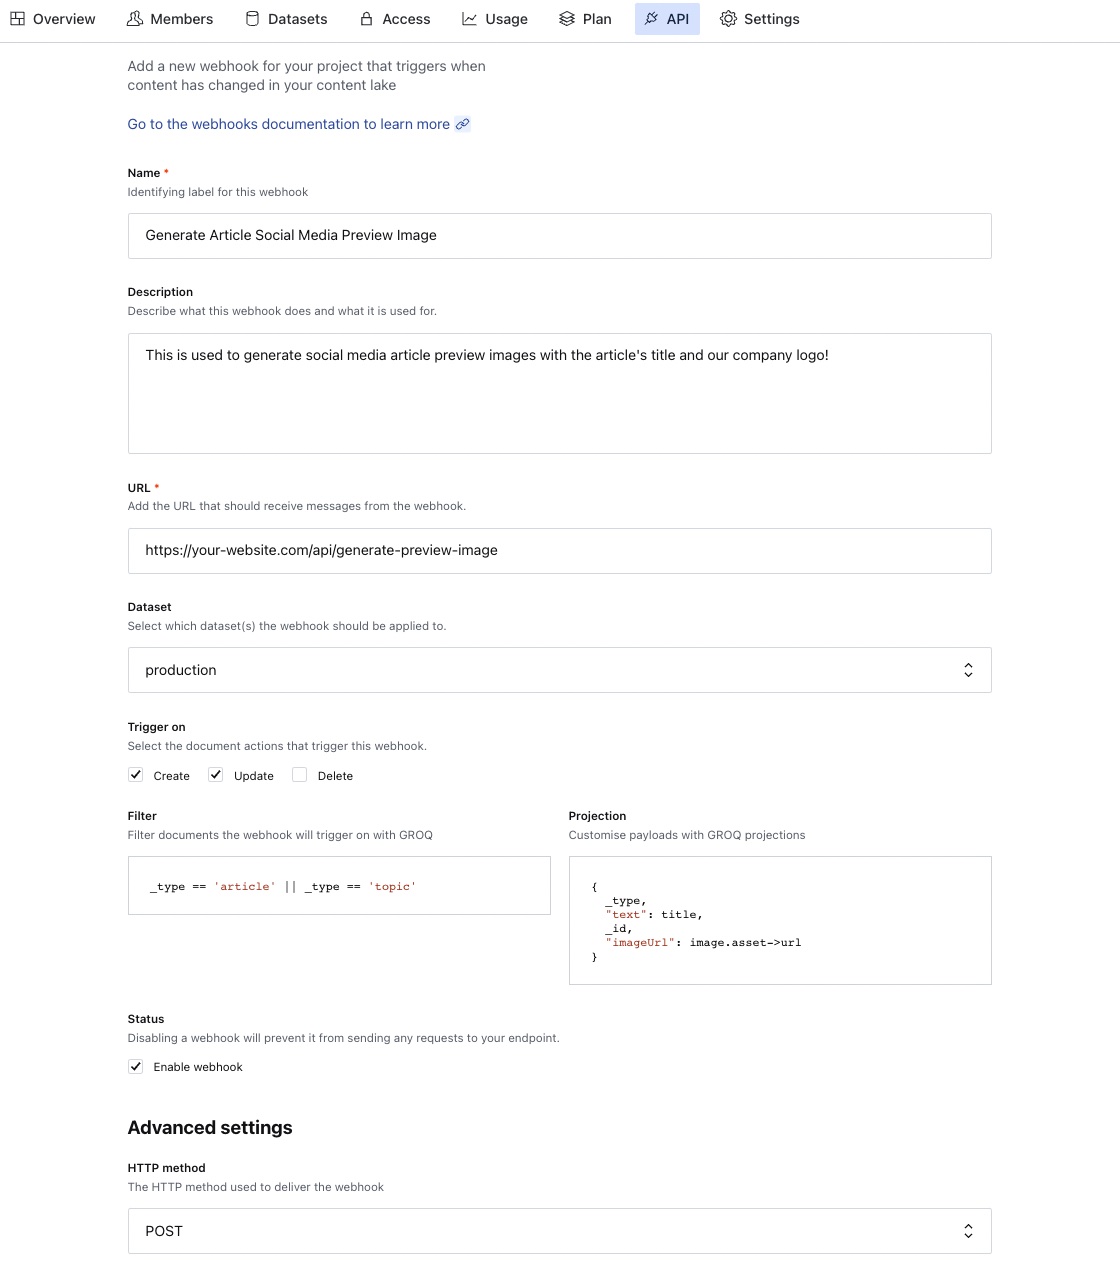 Overview Members Datasets Access Usage Plan API Settings
Add a new webhook for your project that triggers when
content has changed in your content lake
Go to the webhooks documentation to learn more
Name *
Identifying label for this webhook
Generate Article Social Media Preview Image
Description
Describe what this webhook does and what it is used for.
This is used to generate social media article preview images with the article's title and our company logo!
URL *
Add the URL that should receive messages from the webhook.
https://your-website.com/api/generate-preview-image
Dataset
Select which dataset(s) the webhook should be applied to.
production
Trigger on
Select the document actions that trigger this webhook.
Create Update Delete
Filter
Filter documents the webhook will trigger on with GROQ
_type == 'article' || _type == 'topic'
Projection
Customise payloads with GROQ projections
{
_type,
"text": title,
_id,
"imageUrl": image.asset->url
}
Status
Disabling a webhook will prevent it from sending any requests to your endpoint.
Enable webhook
Advanced settings
HTTP method
The HTTP method used to deliver the webhook
POST